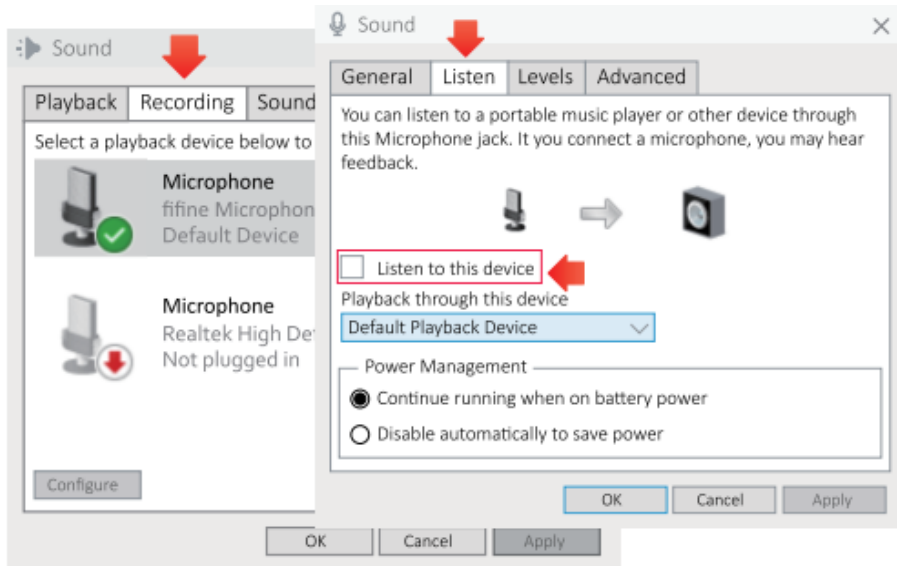 Sound
Playback Recording Sound
Select a playback device below to
Microphone
fifine Microphon
Default Device
Microphone
Realtek High De
Not plugged in
Configure
OK Cancel Apply
Sound
General Listen Levels Advanced
You can listen to a portable music player or other device through
this Microphone jack. It you connect a microphone, you may hear
feedback.
Listen to this device
Playback through this device
Default Playback Device
Power Management
Continue running when on battery power
Disable automatically to save power
OK Cancel Apply